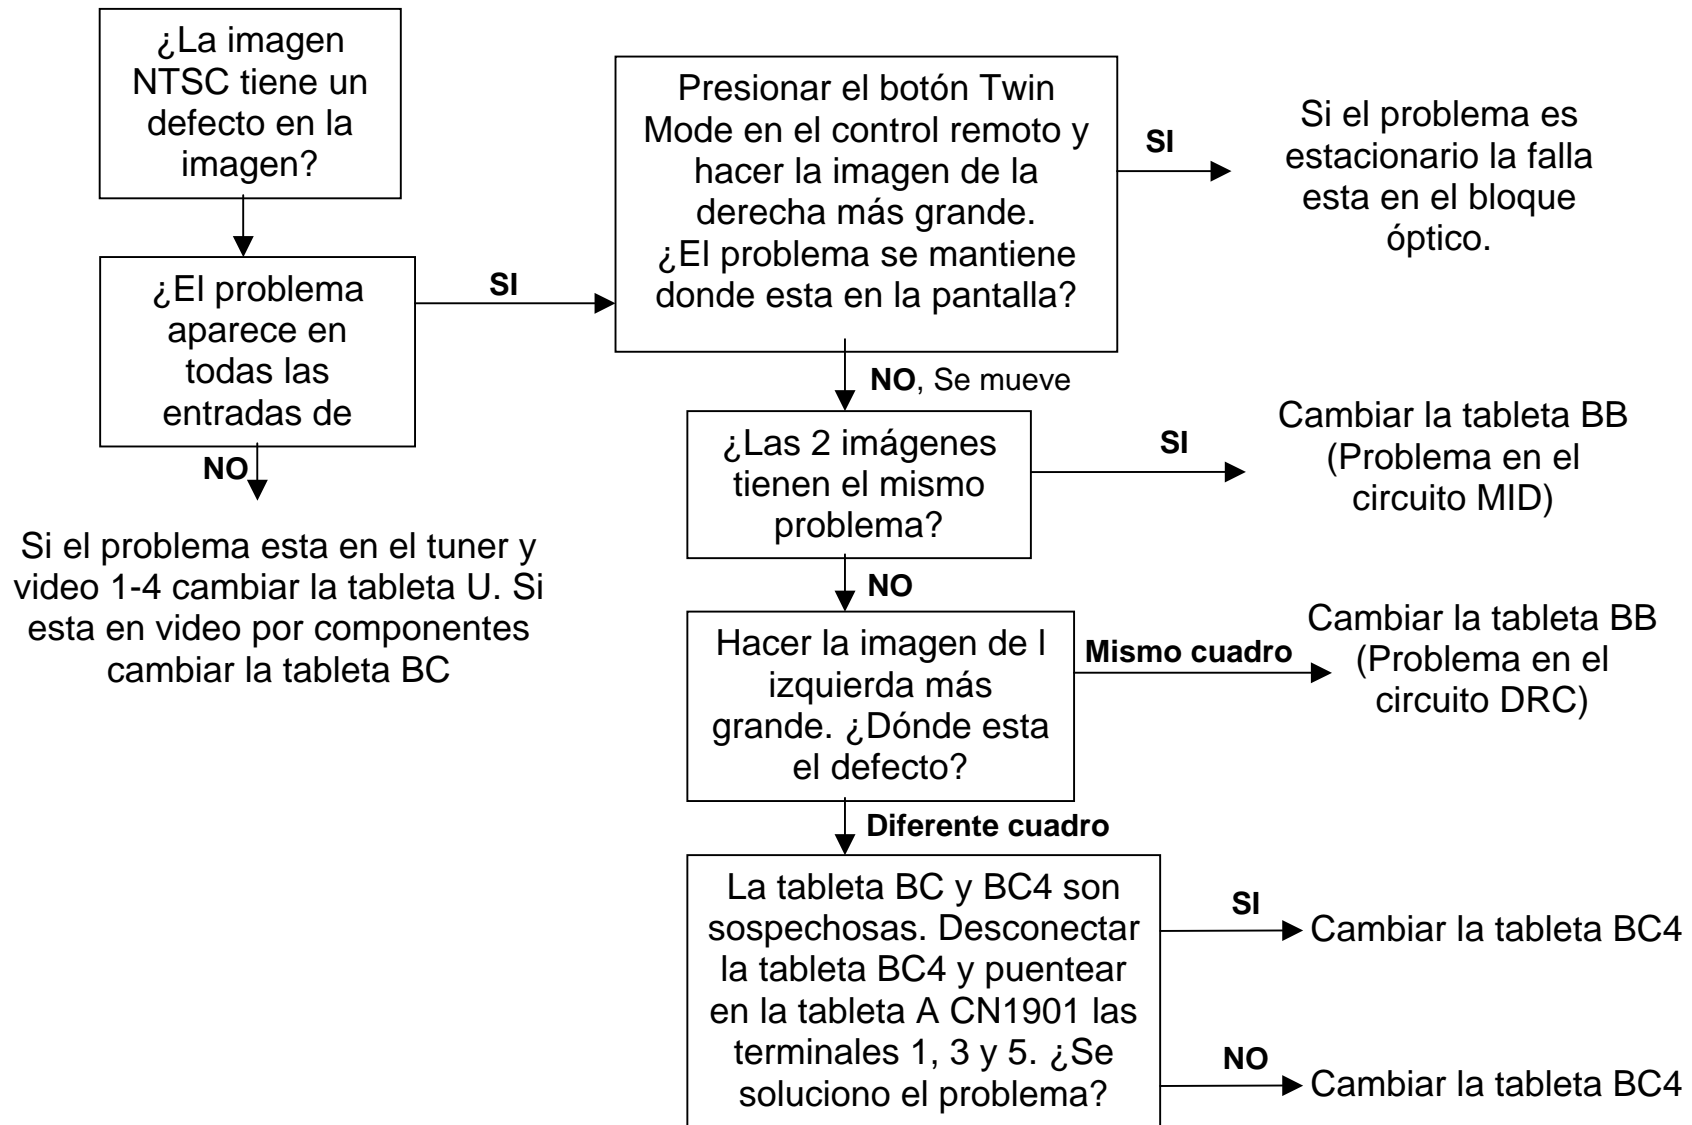 ¿La imagen
NTSC tiene un
defecto en la
imagen?
¿El problema
aparece en
todas las
entradas de
SI
NO
Si el problema esta en el tuner y
video 1-4 cambiar la tableta U. Si
esta en video por componentes
cambiar la tableta BC
Presionar el botón Twin
Mode en el control remoto y
hacer la imagen de la
derecha más grande.
¿El problema se mantiene
donde esta en la pantalla?
SI
Si el problema es
estacionario la falla
esta en el bloque
óptico.
NO, Se mueve
¿Las 2 imágenes
tienen el mismo
problema?
SI
Cambiar la tableta BB
(Problema en el
circuito MID)
NO
Hacer la imagen de l
izquierda más
grande. ¿Dónde esta
el defecto?
Mismo cuadro
Cambiar la tableta BB
(Problema en el
circuito DRC)
Diferente cuadro
La tableta BC y BC4 son
sospechosas. Desconectar
la tableta BC4 y puentear
en la tableta A CN1901 las
terminales 1, 3 y 5. ¿Se
soluciono el problema?
SI
Cambiar la tableta BC4
NO
Cambiar la tableta BC4